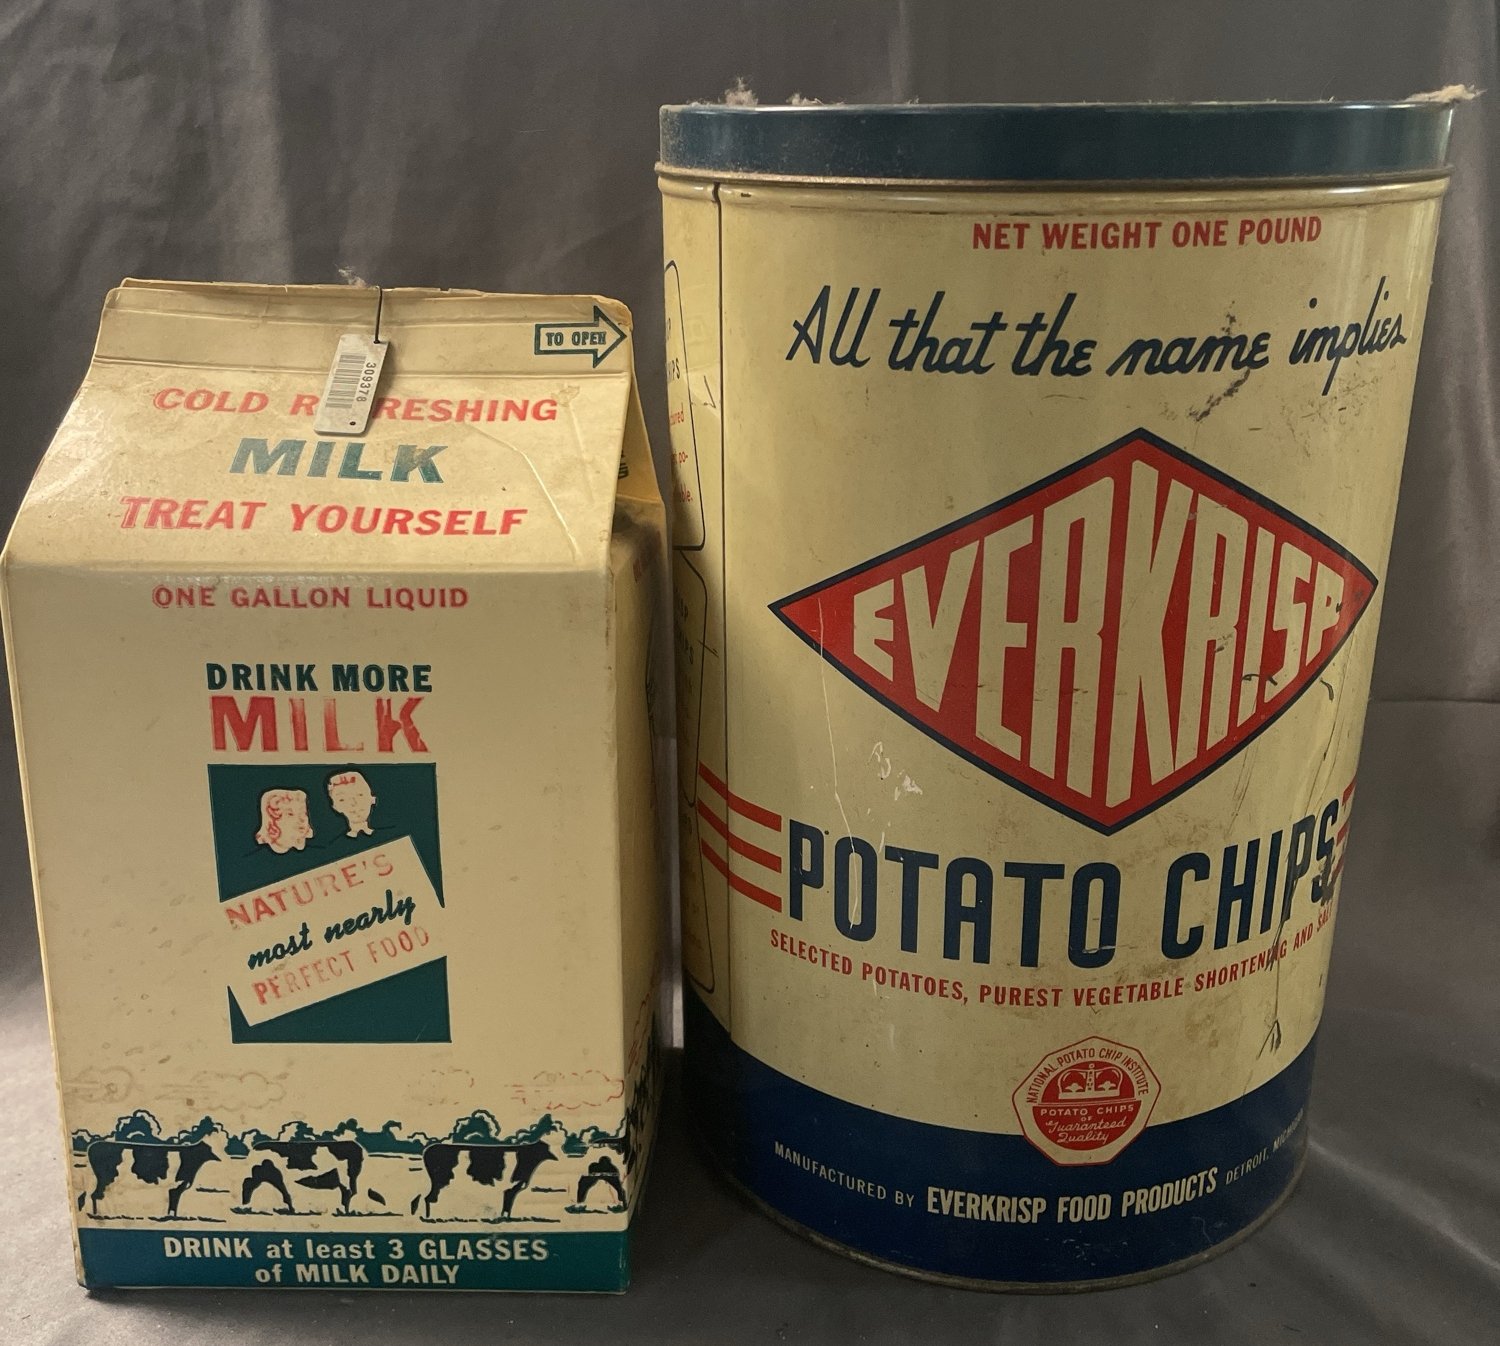 TO OPEN
309378
COLD R RESHING
MILK
TREAT YOURSELF
ONE GALLON LIQUID
DRINK MORE
MILK
NATURE'S
most nearly
PERFECT FOOD
DRINK at least 3 GLASSES
of MILK DAILY
NET WEIGHT ONE POUND
All that the name implies
EVERKRISP
POTATO CHIPS
SELECTED POTATOES, PUREST VEGETABLE SHORTENING AND SALT
NATIONAL POTATO CHIP INSTITUTE
POTATO CHIPS
OF
Guaranteed
Quality
MANUFACTURED BY EVERKRISP FOOD PRODUCTS DETROIT,